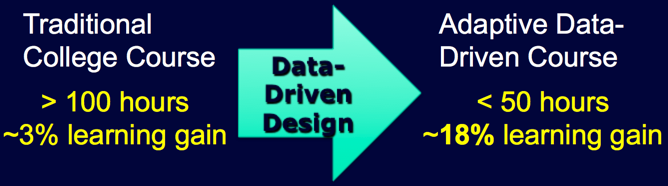 Traditional
College Course
> 100 hours
~3% learning gain
Data-
Driven
Design
Adaptive Data-
Driven Course
< 50 hours
~18% learning gain